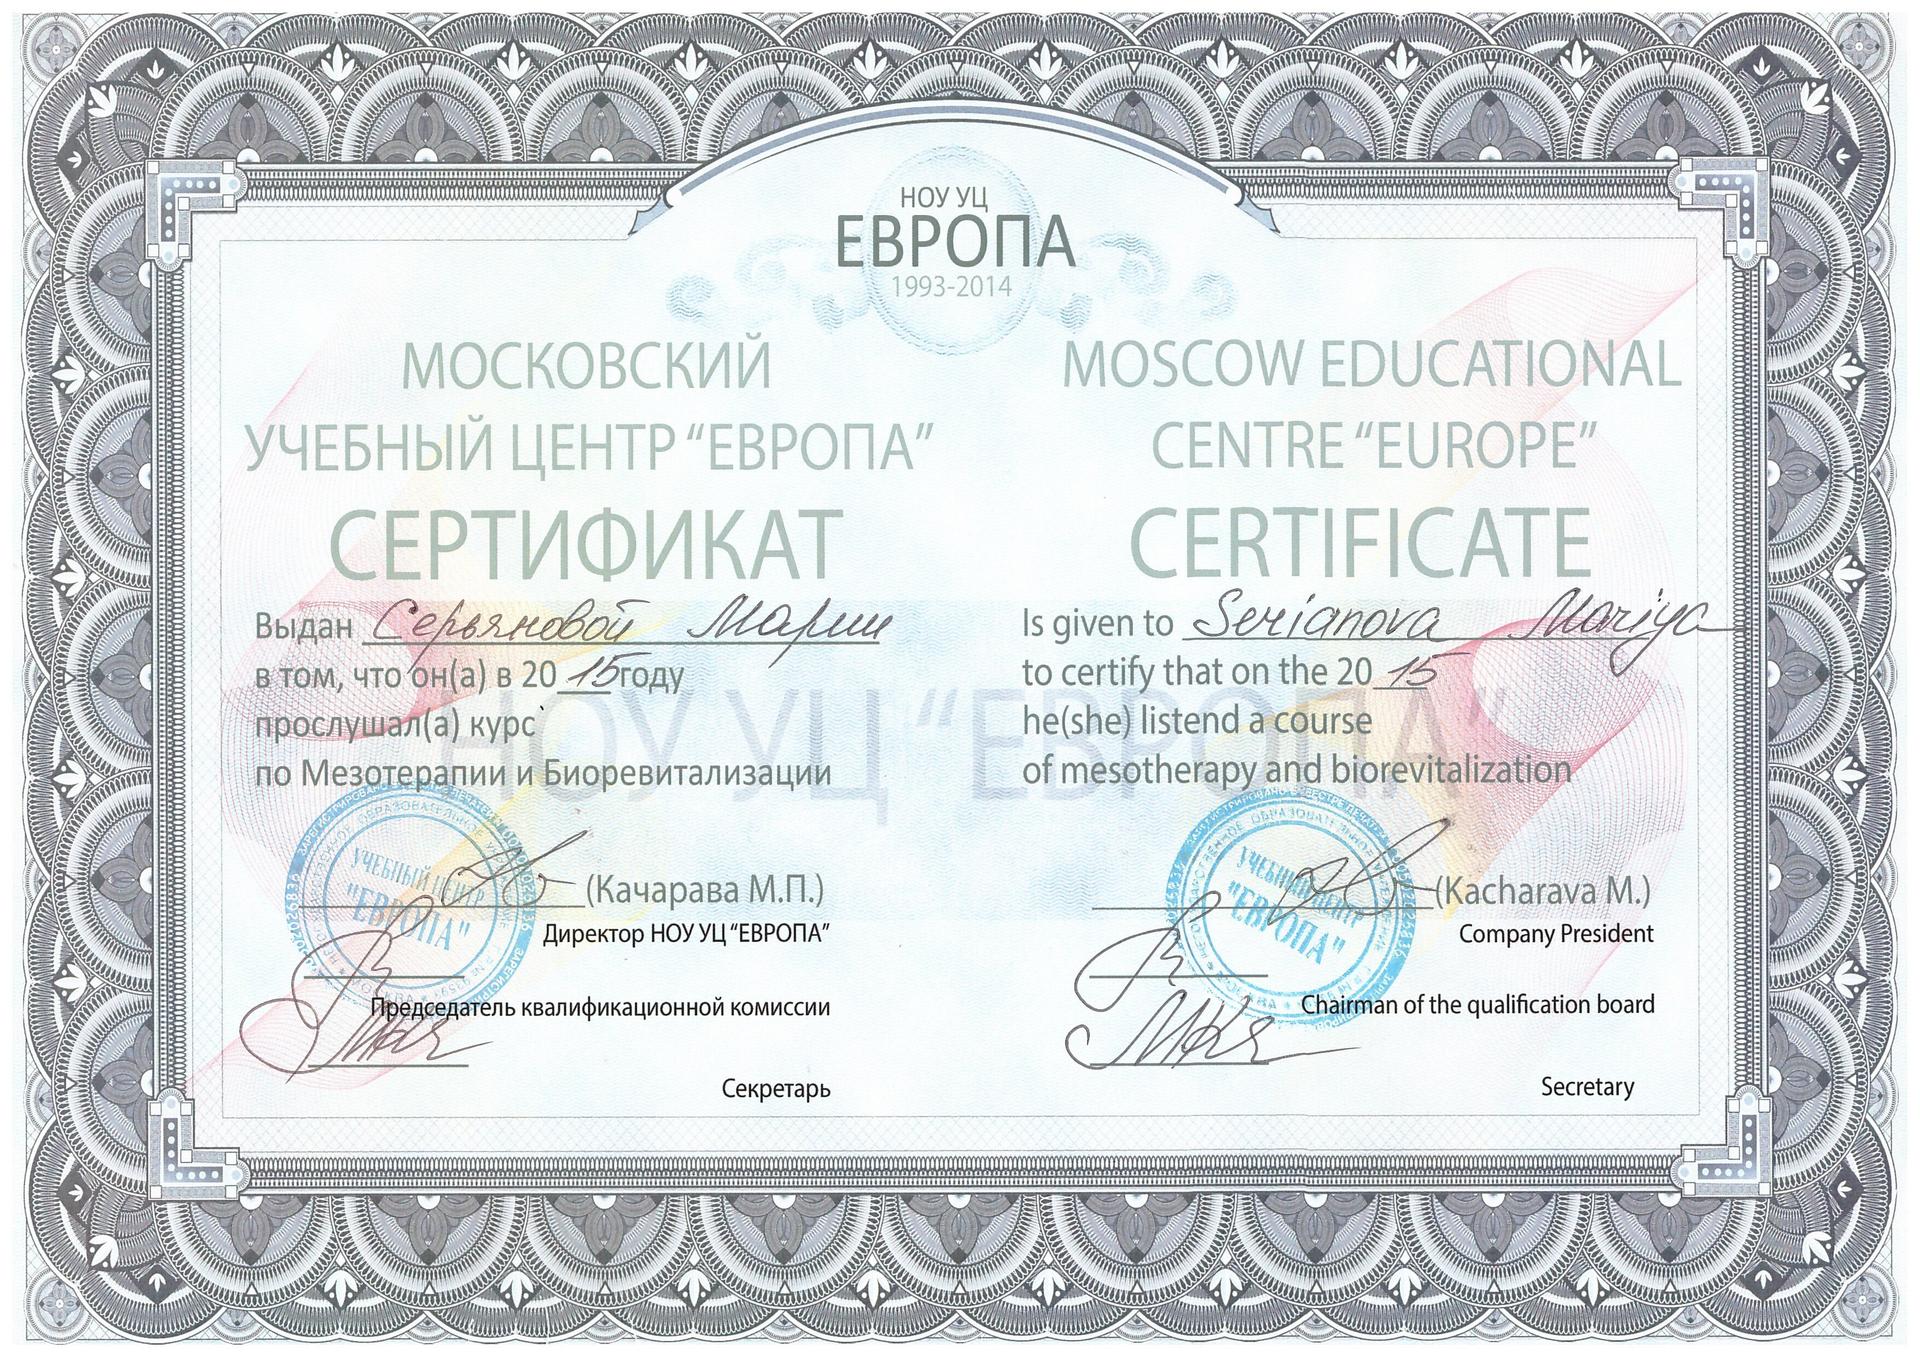 НОУ УЦ
ЕВРОПА
1993-2014
МОСКОВСКИЙ
УЧЕБНЫЙ ЦЕНТР “ЕВРОПА”
СЕРТИФИКАТ
Выдан Серьяновой Марии
в том, что он(а) в 20 15 году
прослушал(а) курс
по Мезотерапии и Биоревитализации
(Качарава М.П.)
Директор НОУ УЦ “ЕВРОПА”
Председатель квалификационной комиссии
Секретарь
MOSCOW EDUCATIONAL
CENTRE “EUROPE”
CERTIFICATE
Is given to Serianova Mariya
to certify that on the 20 15
he(she) listend a course
of mesotherapy and biorevitalization
(Kacharava M.)
Company President
Chairman of the qualification board
Secretary
НОУ УЦ “ЕВРОПА”
УЧЕБНЫЙ ЦЕНТР
"ЕВРОПА"
УЧЕБНЫЙ ЦЕНТР
"ЕВРОПА"